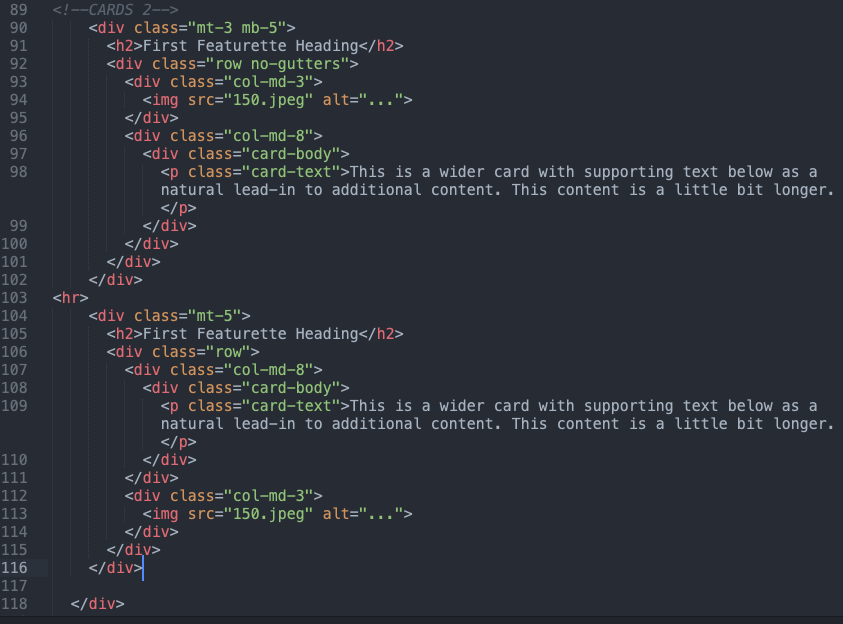 89 <!--CARDS 2-->
90 <div class="mt-3 mb-5">
91 <h2>First Featurette Heading</h2>
92 <div class="row no-gutters">
93 <div class="col-md-3">
94 <img src="150.jpeg" alt="...">
95 </div>
96 <div class="col-md-8">
97 <div class="card-body">
98 <p class="card-text">This is a wider card with supporting text below as a
natural lead-in to additional content. This content is a little bit longer.
</p>
99 </div>
100 </div>
101 </div>
102 </div>
103 <hr>
104 <div class="mt-5">
105 <h2>First Featurette Heading</h2>
106 <div class="row">
107 <div class="col-md-8">
108 <div class="card-body">
109 <p class="card-text">This is a wider card with supporting text below as a
natural lead-in to additional content. This content is a little bit longer.
</p>
110 </div>
111 </div>
112 <div class="col-md-3">
113 <img src="150.jpeg" alt="...">
114 </div>
115 </div>
116 </div>
117
118 </div>